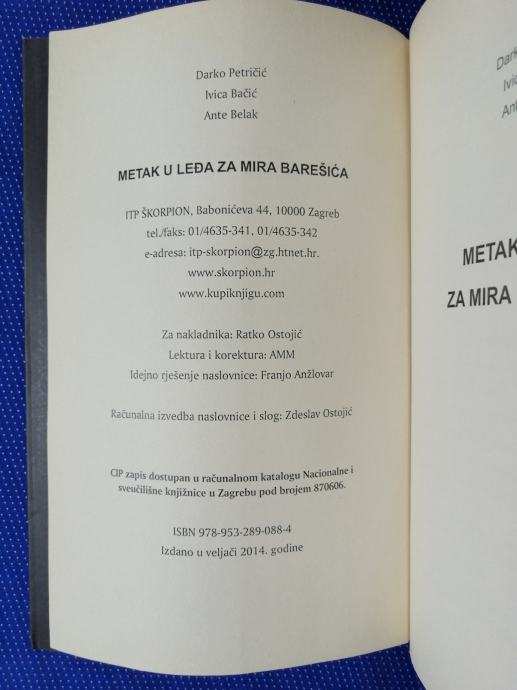 Darko Petričić
Ivica Bačić
Ante Belak
METAK U LEĐA ZA MIRA BAREŠIĆA
ITP ŠKORPION, Babonićeva 44, 10000 Zagreb
tel./faks: 01/4635-341, 01/4635-342
e-adresa: itp-skorpion@zg.htnet.hr.
www.skorpion.hr
www.kupiknjigu.com
Za nakladnika: Ratko Ostojić
Lektura i korektura: AMM
Idejno rješenje naslovnice: Franjo Anžlovar
Računalna izvedba naslovnice i slog: Zdeslav Ostojić
CIP zapis dostupan u računalnom katalogu Nacionalne i
sveučilišne knjižnice u Zagrebu pod brojem 870606.
ISBN 978-953-289-088-4
Izdano u veljači 2014. godine
METAK
ZA MIRA